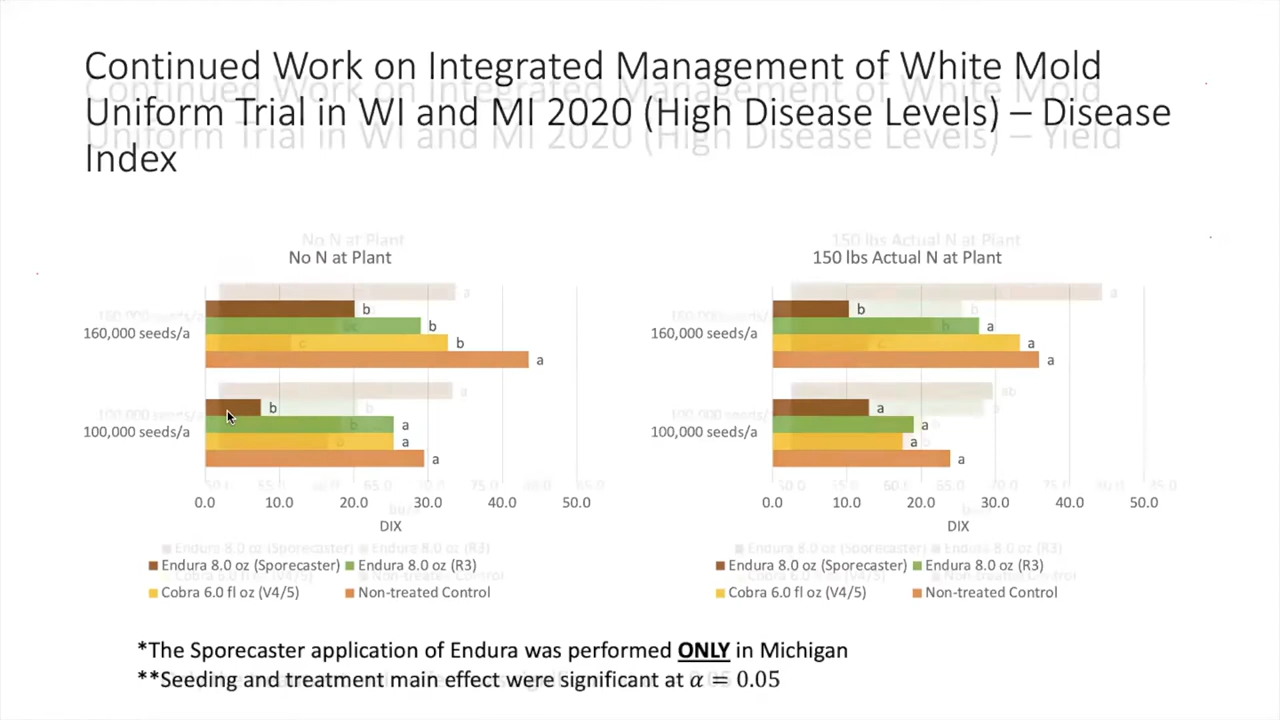 Continued Work on Integrated Management of White Mold
Uniform Trial in WI and MI 2020 (High Disease Levels) – Disease
Index
No N at Plant
160,000 seeds/a
b
b
b
a
100,000 seeds/a
b
a
a
a
0.0 10.0 20.0 30.0 40.0 50.0
DIX
Endura 8.0 oz (Sporecaster) Endura 8.0 oz (R3)
Cobra 6.0 fl oz (V4/5) Non-treated Control
150 lbs Actual N at Plant
160,000 seeds/a
b
a
a
a
100,000 seeds/a
a
a
a
a
0.0 10.0 20.0 30.0 40.0 50.0
DIX
Endura 8.0 oz (Sporecaster) Endura 8.0 oz (R3)
Cobra 6.0 fl oz (V4/5) Non-treated Control
*The Sporecaster application of Endura was performed ONLY in Michigan
**Seeding and treatment main effect were significant at α = 0.05